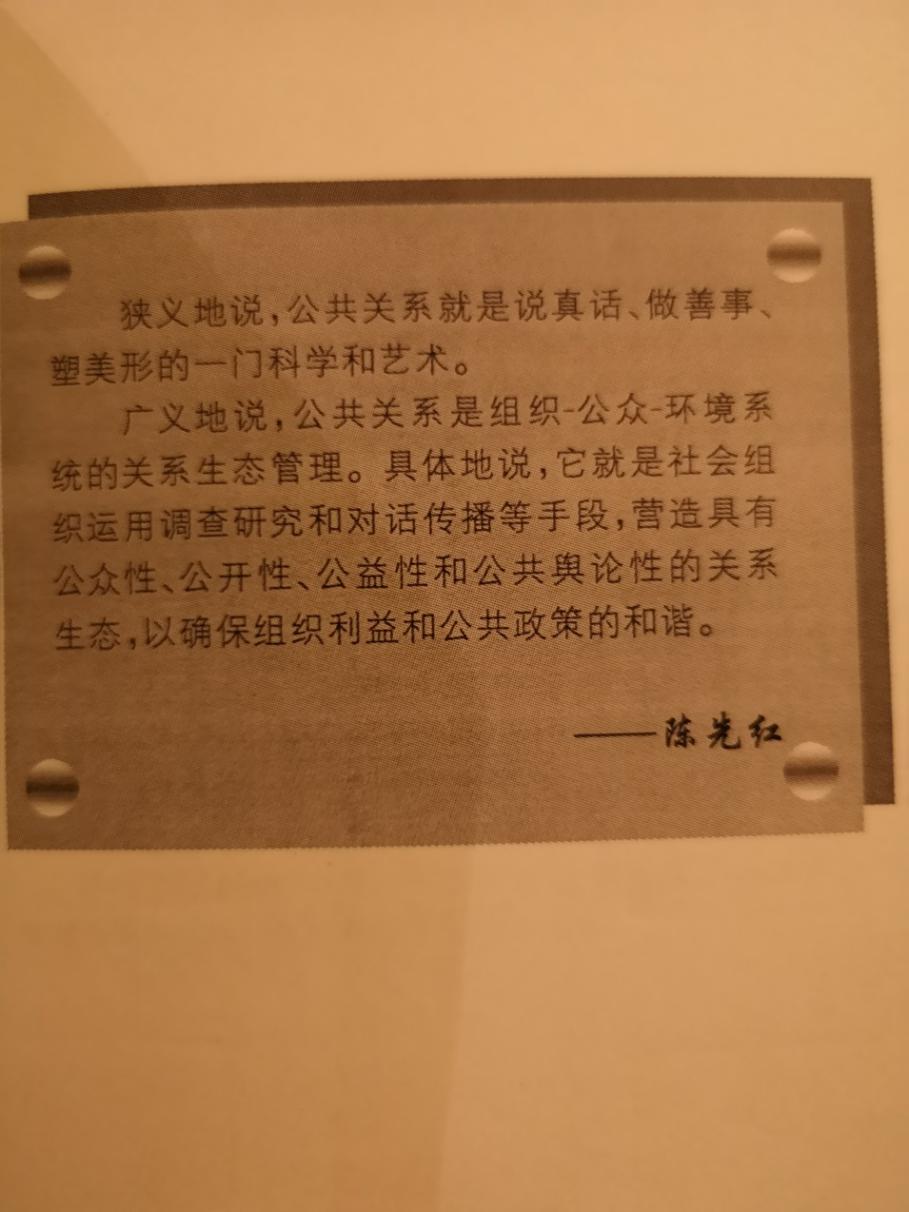 狭义地说,公共关系就是说真话、做善事、
塑美形的一门科学和艺术。
广义地说,公共关系是组织-公众-环境系
统的关系生态管理。具体地说,它就是社会组
织运用调查研究和对话传播等手段,营造具有
公众性、公开性、公益性和公共舆论性的关系
生态,以确保组织利益和公共政策的和谐。
——陈先红